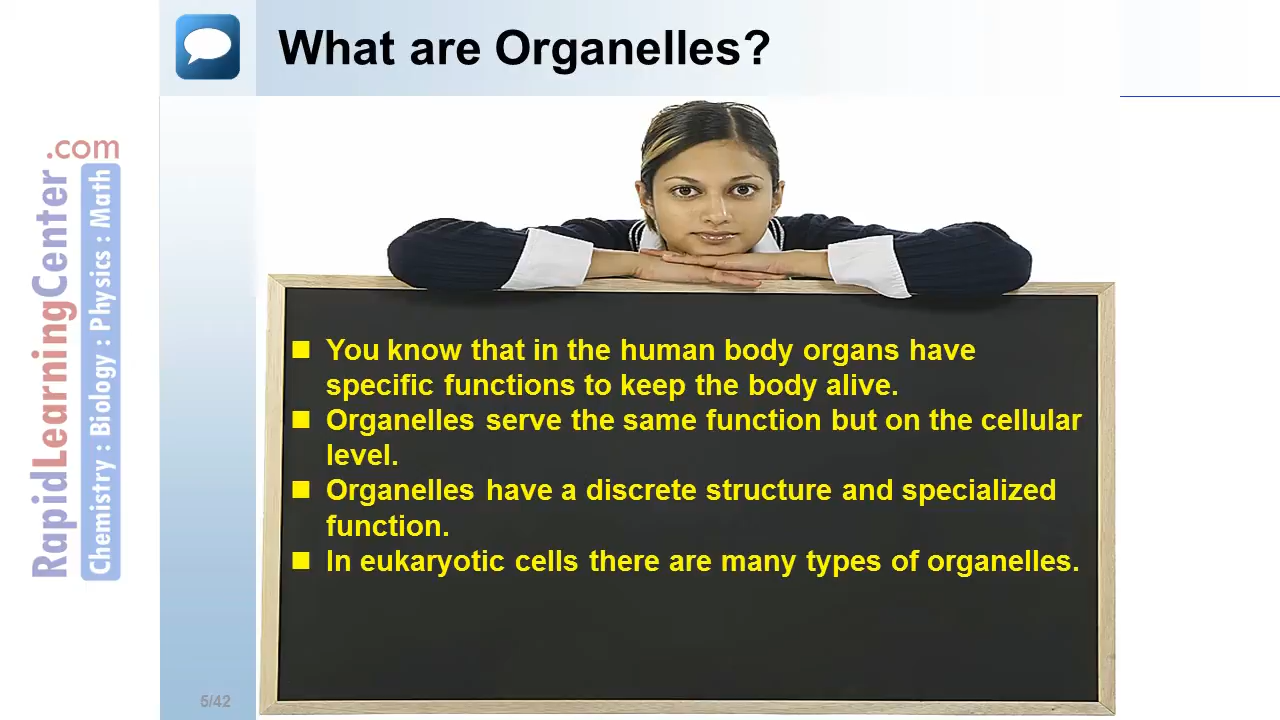 What are Organelles?
RapidLearningCenter.com
Chemistry : Biology : Physics : Math
■ You know that in the human body organs have
specific functions to keep the body alive.
■ Organelles serve the same function but on the cellular
level.
■ Organelles have a discrete structure and specialized
function.
■ In eukaryotic cells there are many types of organelles.
5/42